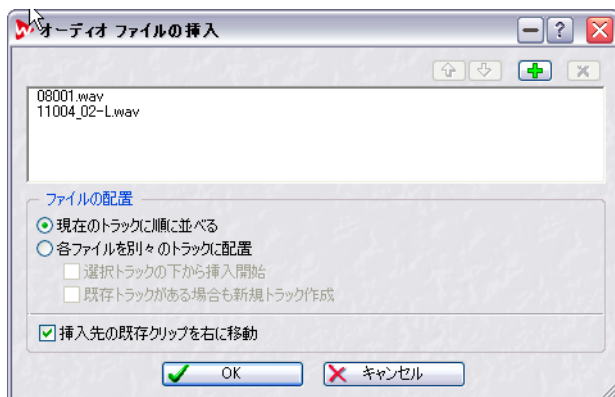 オーディオ ファイルの挿入
08001.wav
11004_02-L.wav
ファイルの配置
現在のトラックに順に並べる
各ファイルを別々のトラックに配置
選択トラックの下から挿入開始
既存トラックがある場合も新規トラック作成
挿入先の既存クリップを右に移動
OK
キャンセル